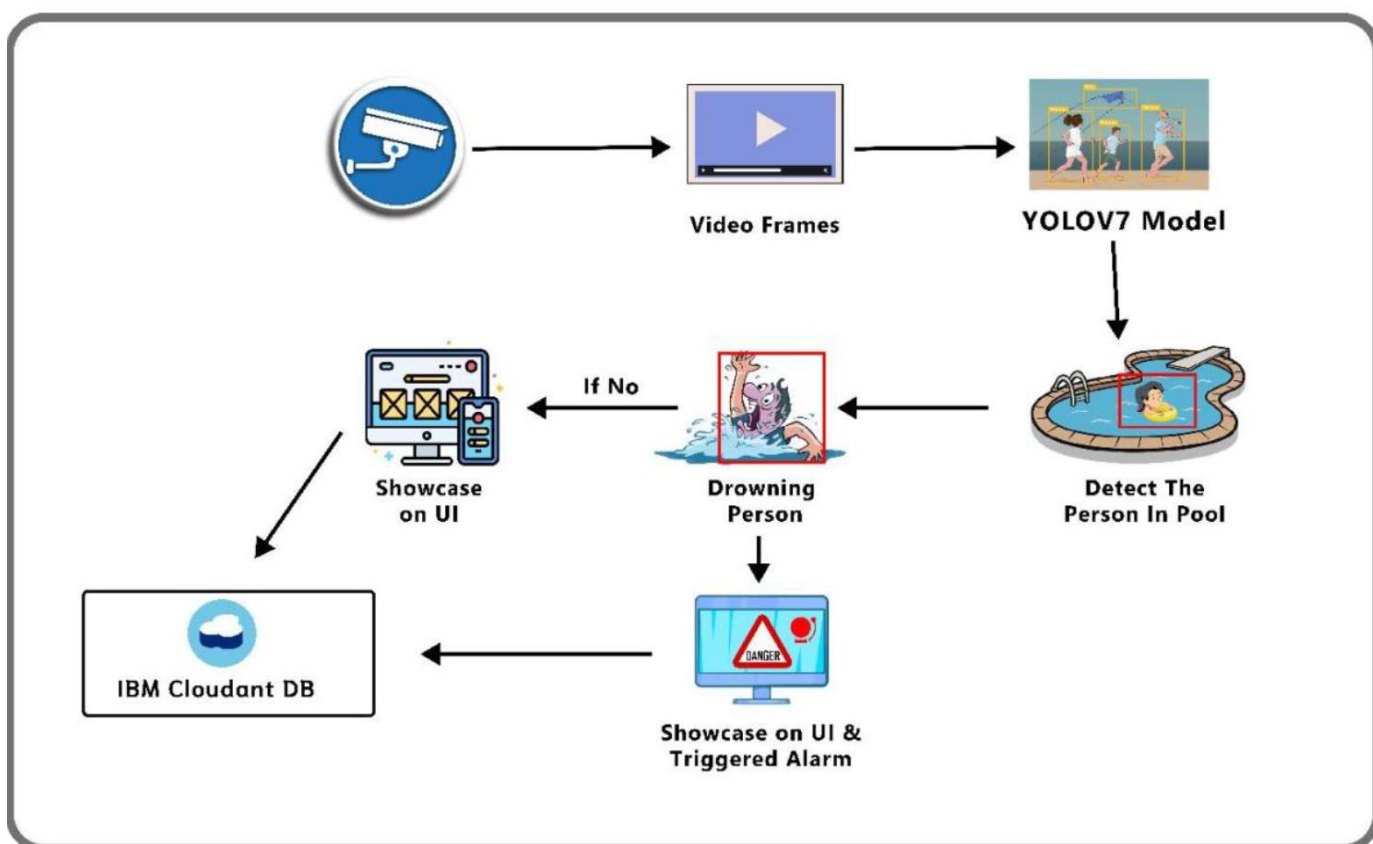 Video Frames
YOLOV7 Model
If No
Showcase
on UI
Drowning
Person
Detect The
Person In Pool
DANGER
IBM Cloudant DB
Showcase on UI &
Triggered Alarm